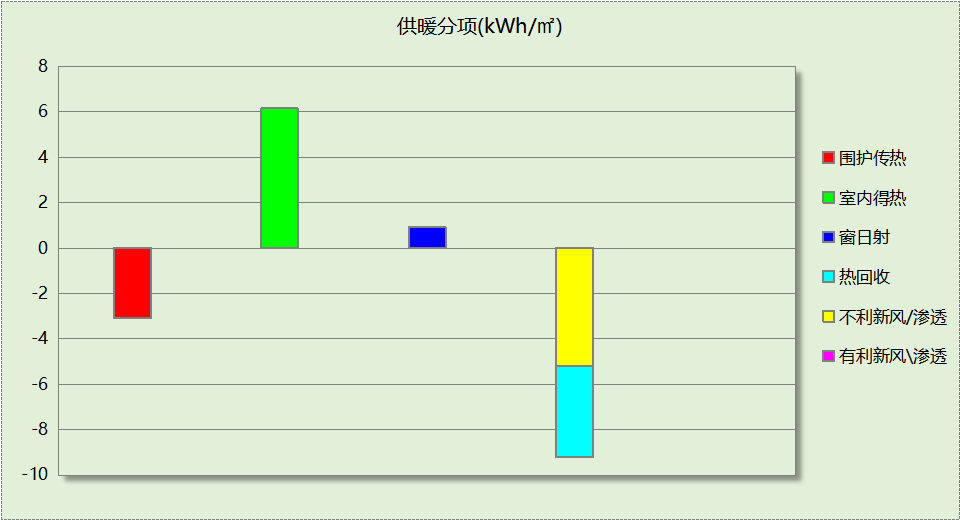 供暖分项(kWh/㎡)
8
6
4
2
0
-2
-4
-6
-8
-10
围护传热
室内得热
窗日射
热回收
不利新风/渗透
有利新风\渗透